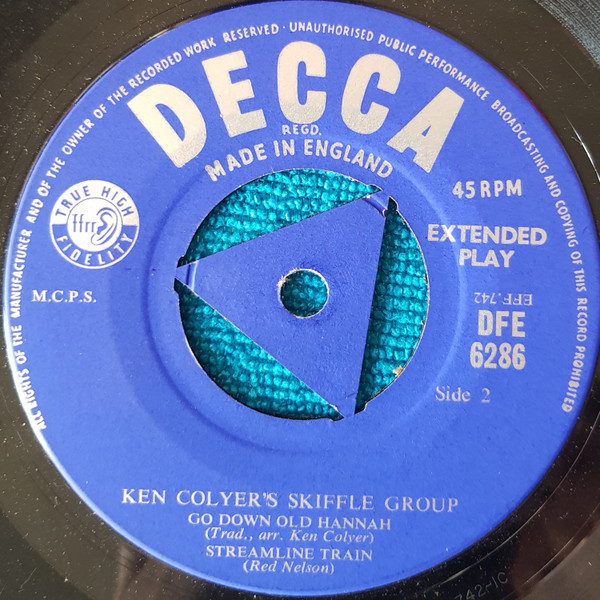 ALL RIGHTS OF THE MANUFACTURER AND OF THE OWNER OF THE RECORDED WORK RESERVED · UNAUTHORISED PUBLIC PERFORMANCE BROADCASTING AND COPYING OF THIS RECORD PROHIBITED
DECCA
REGD.
MADE IN ENGLAND
45 RPM
TRUE HIGH
ffrr
FIDELITY
EXTENDED
PLAY
M.C.P.S.
EFF.742
DFE
6286
Side 2
KEN COLYER'S SKIFFLE GROUP
GO DOWN OLD HANNAH
(Trad., arr. Ken Colyer)
STREAMLINE TRAIN
(Red Nelson)